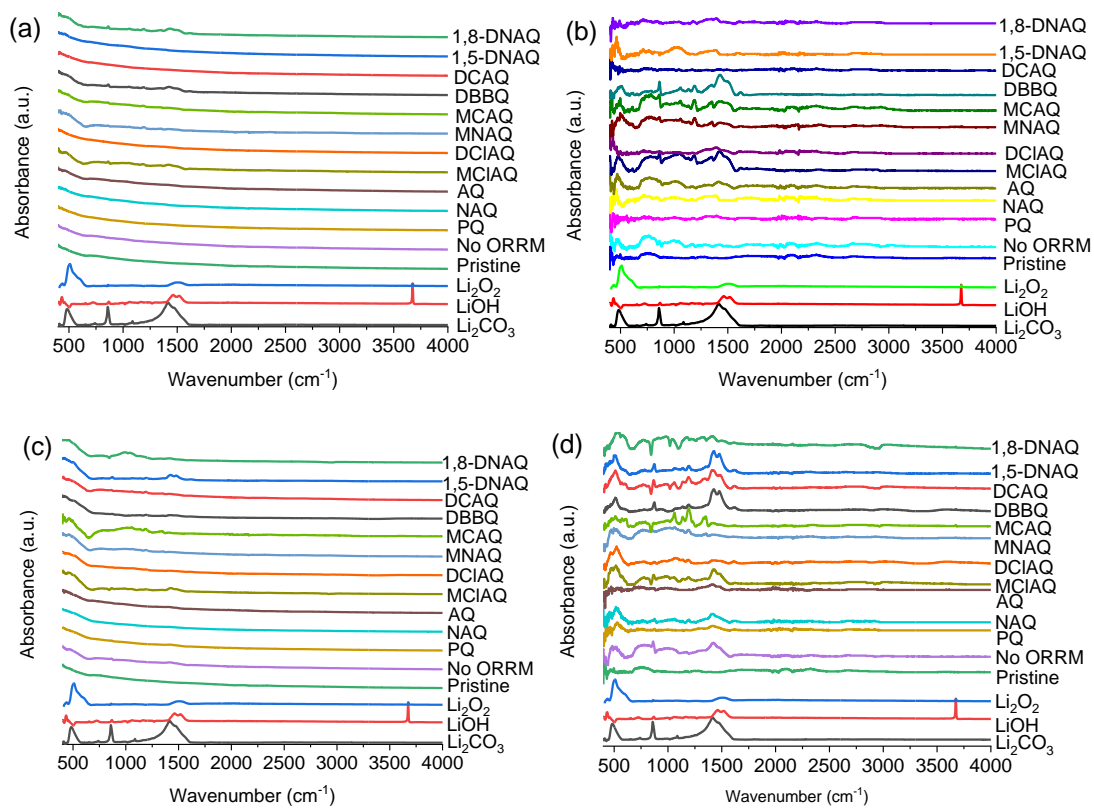 (a)
Absorbance (a.u.)
1,8-DNAQ
1,5-DNAQ
DCAQ
DBBQ
MCAQ
MNAQ
DClAQ
MClAQ
AQ
NAQ
PQ
No ORRM
Pristine
Li₂O₂
LiOH
Li₂CO₃
500 1000 1500 2000 2500 3000 3500 4000
Wavenumber (cm⁻¹)
(b)
Absorbance (a.u.)
1,8-DNAQ
1,5-DNAQ
DCAQ
DBBQ
MCAQ
MNAQ
DClAQ
MClAQ
AQ
NAQ
PQ
No ORRM
Pristine
Li₂O₂
LiOH
Li₂CO₃
500 1000 1500 2000 2500 3000 3500 4000
Wavenumber (cm⁻¹)
(c)
Absorbance (a.u.)
1,8-DNAQ
1,5-DNAQ
DCAQ
DBBQ
MCAQ
MNAQ
DClAQ
MClAQ
AQ
NAQ
PQ
No ORRM
Pristine
Li₂O₂
LiOH
Li₂CO₃
500 1000 1500 2000 2500 3000 3500 4000
Wavenumber (cm⁻¹)
(d)
Absorbance (a.u.)
1,8-DNAQ
1,5-DNAQ
DCAQ
DBBQ
MCAQ
MNAQ
DClAQ
MClAQ
AQ
NAQ
PQ
No ORRM
Pristine
Li₂O₂
LiOH
Li₂CO₃
500 1000 1500 2000 2500 3000 3500 4000
Wavenumber (cm⁻¹)